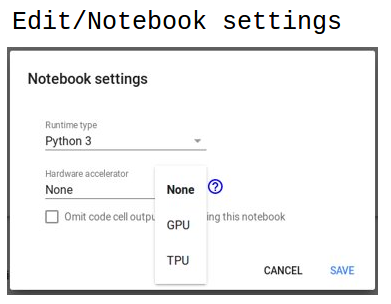 Edit/Notebook settings
Notebook settings
Runtime type
Python 3
Hardware accelerator
None
None
GPU
TPU
Omit code cell outpu ing this notebook
CANCEL SAVE